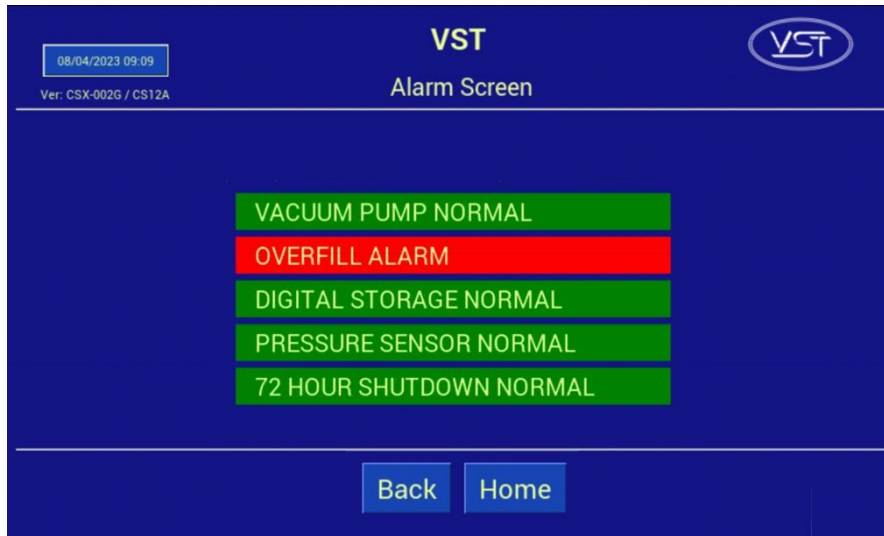 VST
08/04/2023 09:09
Ver: CSX-002G / CS12A
Alarm Screen
VST
VACUUM PUMP NORMAL
OVERFILL ALARM
DIGITAL STORAGE NORMAL
PRESSURE SENSOR NORMAL
72 HOUR SHUTDOWN NORMAL
Back
Home